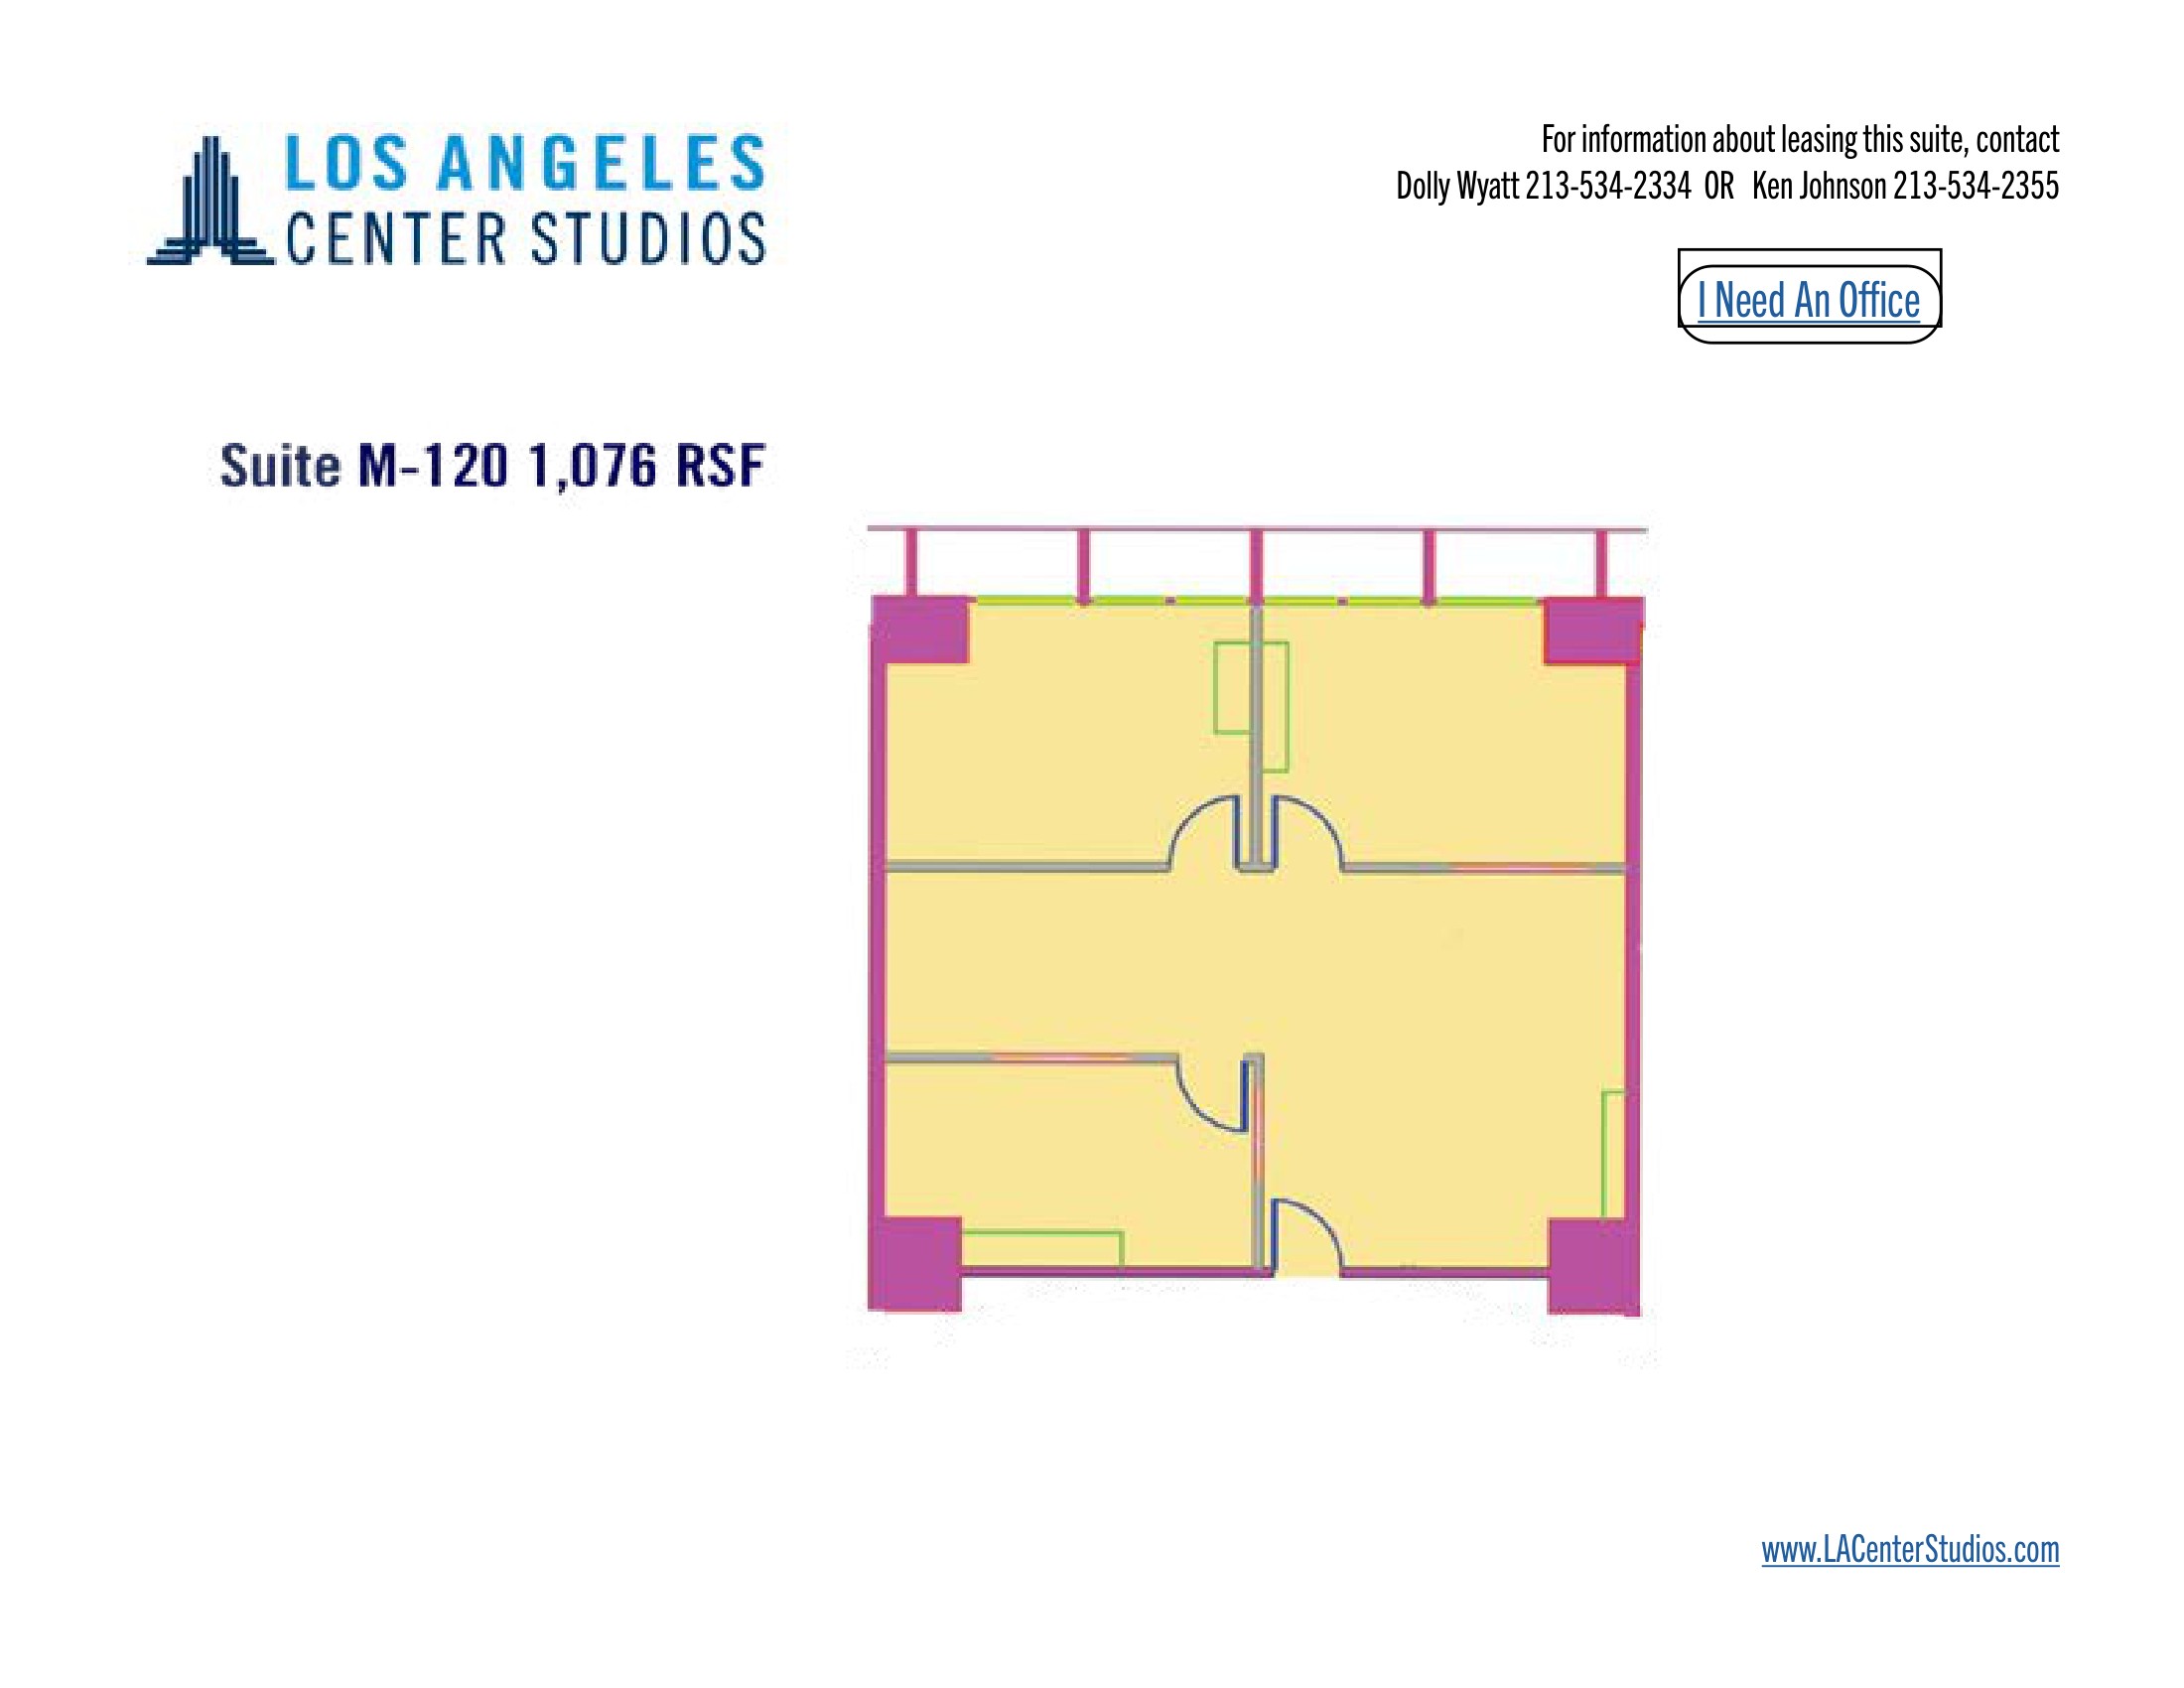 LOS ANGELES
CENTER STUDIOS
For information about leasing this suite, contact
Dolly Wyatt 213-534-2334 OR Ken Johnson 213-534-2355
I Need An Office
Suite M-120 1,076 RSF
www.LACenterStudios.com